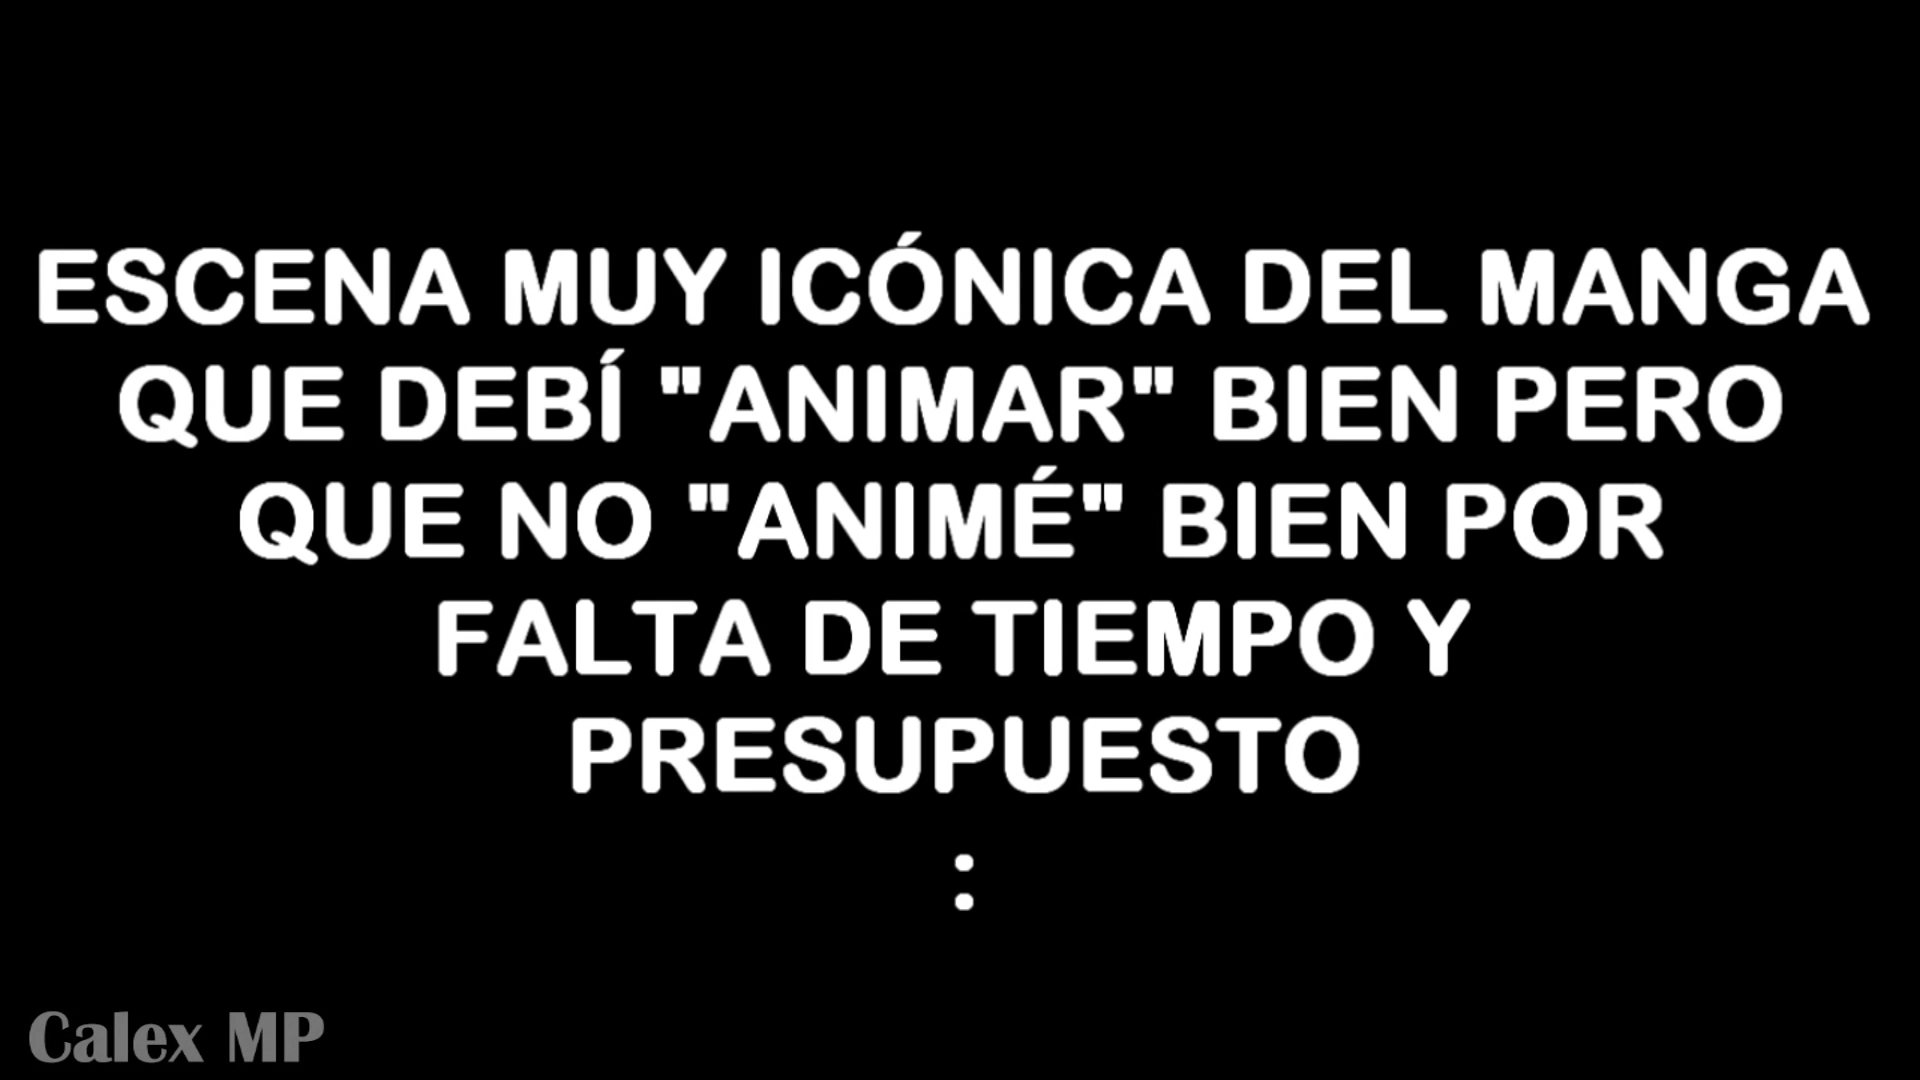 ESCENA MUY ICÓNICA DEL MANGA
QUE DEBÍ "ANIMAR" BIEN PERO
QUE NO "ANIMÉ" BIEN POR
FALTA DE TIEMPO Y
PRESUPUESTO
:
Calex MP